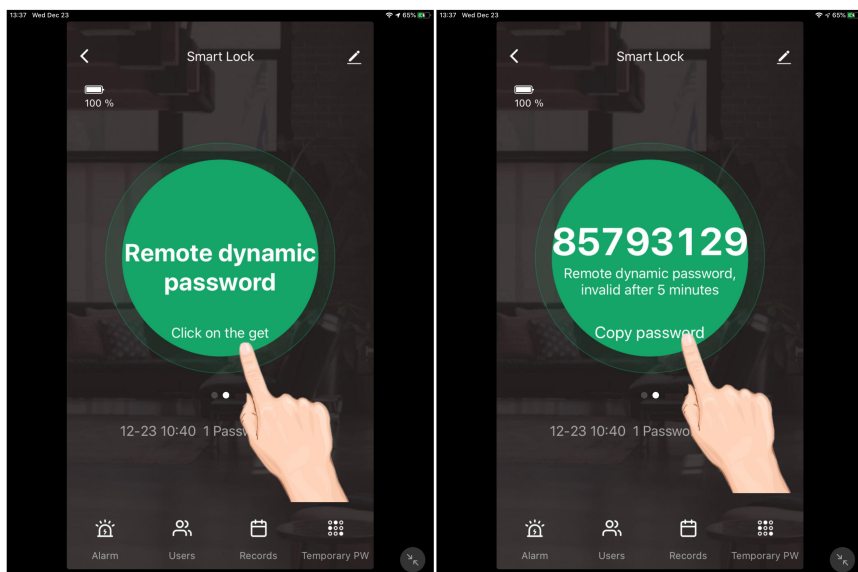 13:37 Wed Dec 23
65%
Smart Lock
100 %
Remote dynamic
password
Click on the get
12-23 10:40 1
Alarm
Users
Records
Temporary PW
13:37 Wed Dec 23
65%
Smart Lock
100 %
85793129
Remote dynamic password,
invalid after 5 minutes
Copy password
12-23 10:40 1
Alarm
Users
Records
Temporary PW